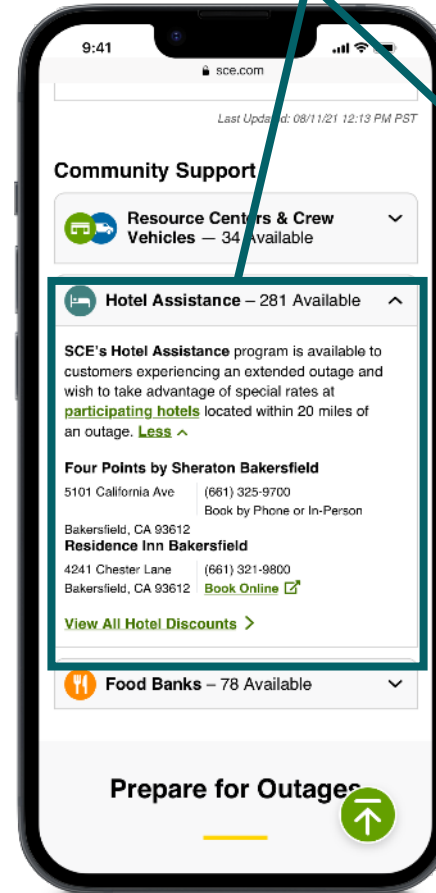 9:41
sce.com
Last Updated: 08/11/21 12:13 PM PST
Community Support
Resource Centers & Crew
Vehicles — 34 Available
Hotel Assistance – 281 Available
SCE's Hotel Assistance program is available to
customers experiencing an extended outage and
wish to take advantage of special rates at
participating hotels located within 20 miles of
an outage. Less
Four Points by Sheraton Bakersfield
5101 California Ave (661) 325-9700
Book by Phone or In-Person
Bakersfield, CA 93612
Residence Inn Bakersfield
4241 Chester Lane (661) 321-9800
Bakersfield, CA 93612 Book Online
View All Hotel Discounts
Food Banks – 78 Available
Prepare for Outages